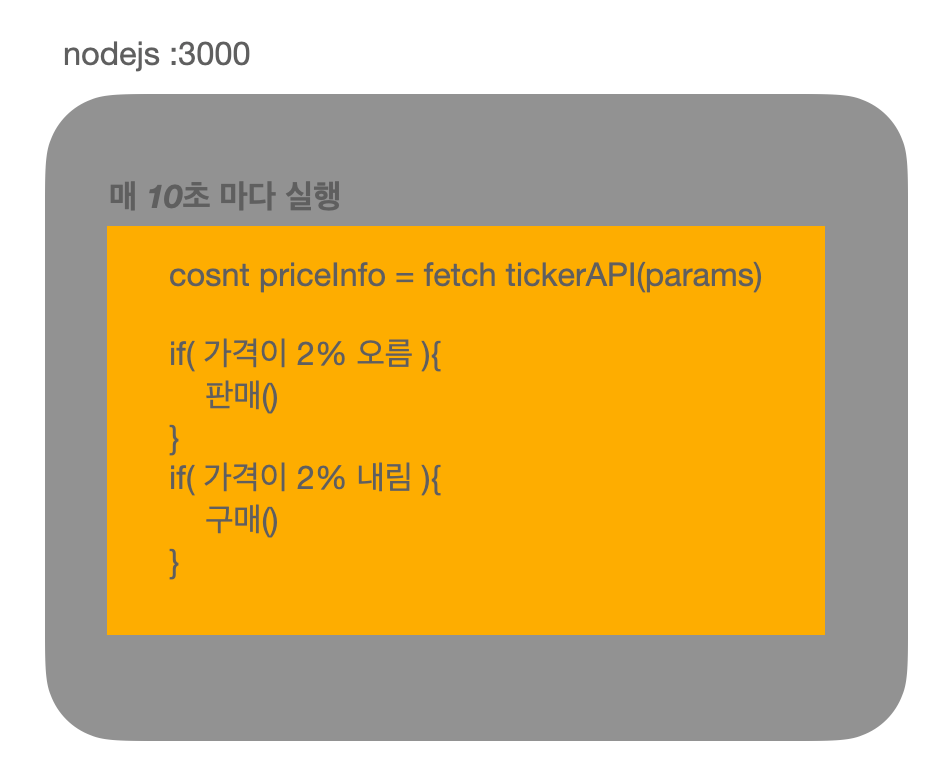 nodejs :3000
매 10초 마다 실행
cosnt priceInfo = fetch tickerAPI(params)
if( 가격이 2% 오름 ){
판매()
}
if( 가격이 2% 내림 ){
구매()
}